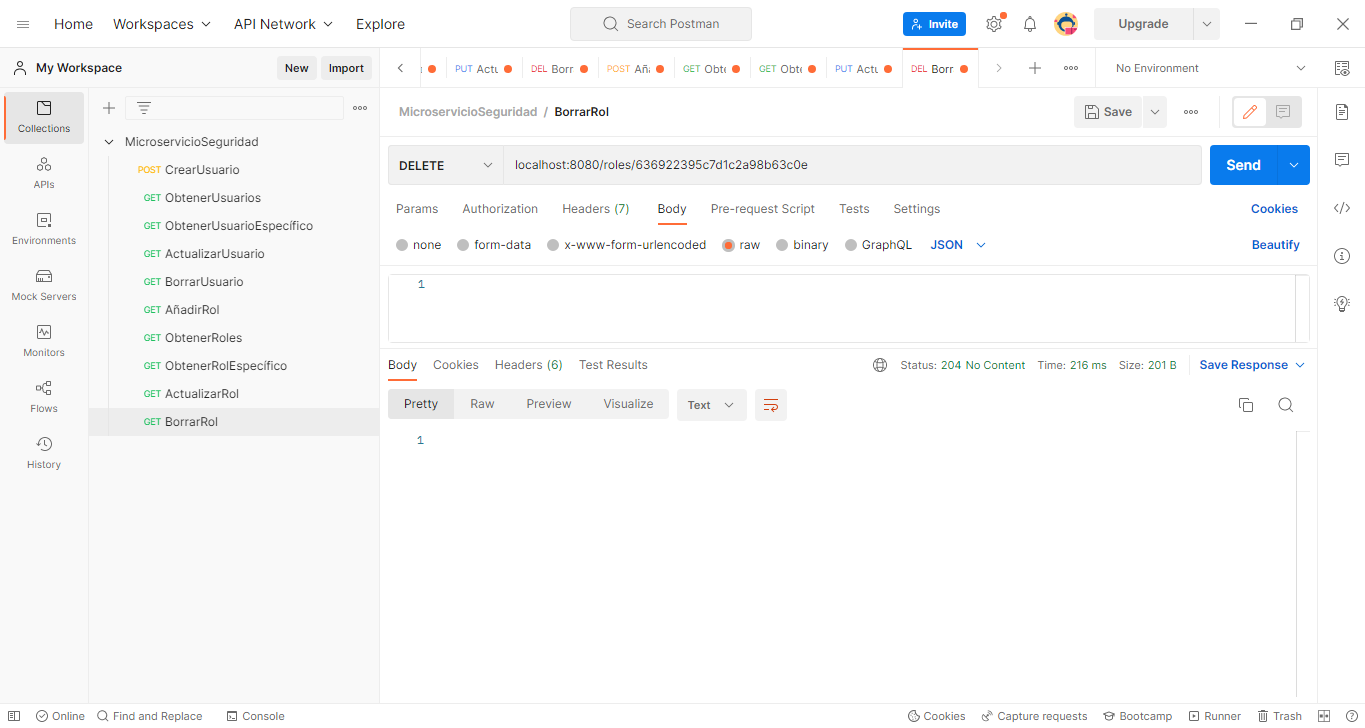 Home Workspaces API Network Explore Search Postman Invite Upgrade
My Workspace New Import PUT Actu DEL Borr POST Aña GET Obte GET Obte PUT Actu DEL Borr No Environment
Collections
APIs
Environments
Mock Servers
Monitors
Flows
History
MicroservicioSeguridad
POST CrearUsuario
GET ObtenerUsuarios
GET ObtenerUsuarioEspecífico
GET ActualizarUsuario
GET BorrarUsuario
GET AñadirRol
GET ObtenerRoles
GET ObtenerRolEspecífico
GET ActualizarRol
GET BorrarRol
MicroservicioSeguridad / BorrarRol Save
DELETE localhost:8080/roles/636922395c7d1c2a98b63c0e Send
Params Authorization Headers (7) Body Pre-request Script Tests Settings Cookies
none form-data x-www-form-urlencoded raw binary GraphQL JSON Beautify
1
Body Cookies Headers (6) Test Results Status: 204 No Content Time: 216 ms Size: 201 B Save Response
Pretty Raw Preview Visualize Text
1
Online Find and Replace Console Cookies Capture requests Bootcamp Runner Trash